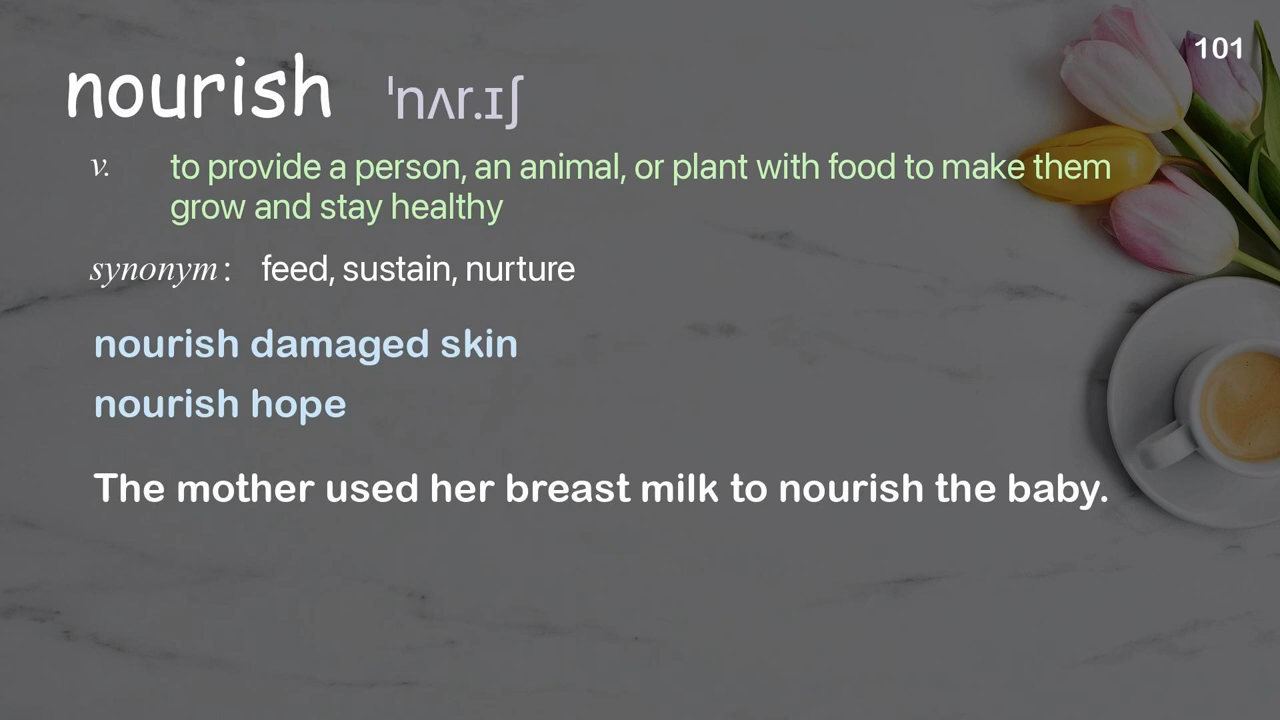 101
nourish ˈnʌr.ɪʃ
v. to provide a person, an animal, or plant with food to make them
grow and stay healthy
synonym: feed, sustain, nurture
nourish damaged skin
nourish hope
The mother used her breast milk to nourish the baby.